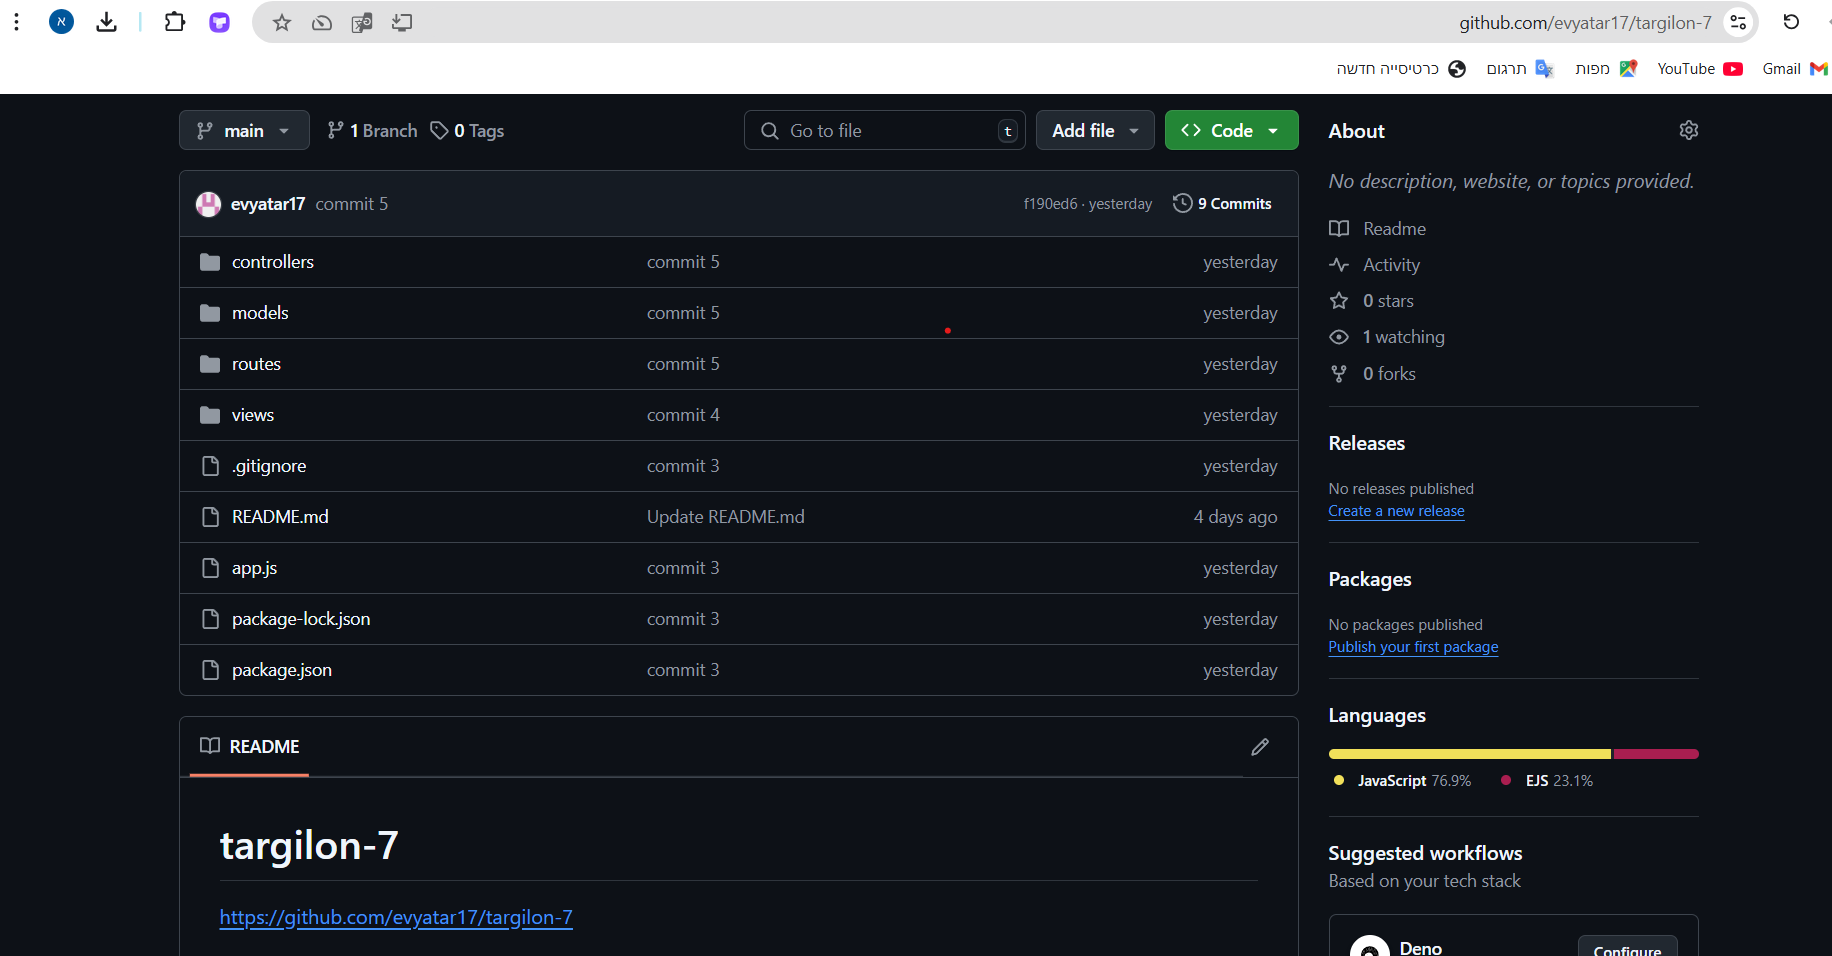 א
github.com/evyatar17/targilon-7
Gmail
YouTube
מפות
תרגום
כרטיסייה חדשה
main
1 Branch
0 Tags
Go to file
t
Add file
Code
evyatar17 commit 5
f190ed6 · yesterday
9 Commits
controllers commit 5 yesterday
models commit 5 yesterday
routes commit 5 yesterday
views commit 4 yesterday
.gitignore commit 3 yesterday
README.md Update README.md 4 days ago
app.js commit 3 yesterday
package-lock.json commit 3 yesterday
package.json commit 3 yesterday
README
targilon-7
https://github.com/evyatar17/targilon-7
About
No description, website, or topics provided.
Readme
Activity
0 stars
1 watching
0 forks
Releases
No releases published
Create a new release
Packages
No packages published
Publish your first package
Languages
JavaScript 76.9% EJS 23.1%
Suggested workflows
Based on your tech stack
Deno
Configure